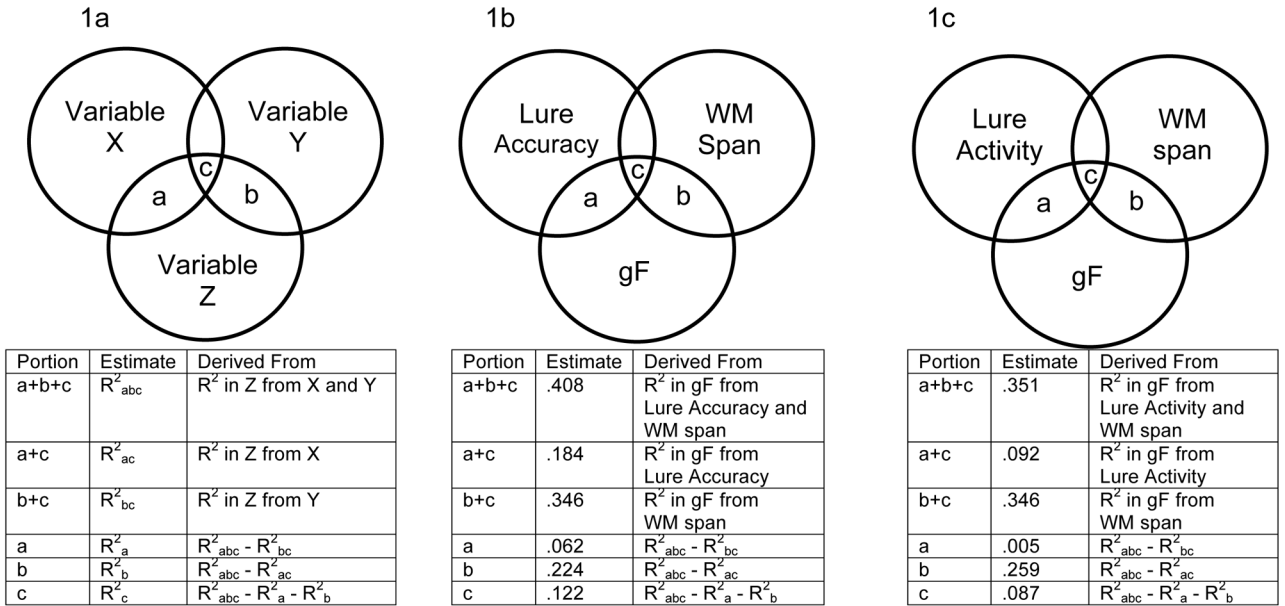 1a
Variable
X
Variable
Y
c
a
b
Variable
Z
Portion Estimate Derived From
a+b+c R²abc R² in Z from X and Y
a+c R²ac R² in Z from X
b+c R²bc R² in Z from Y
a R²a R²abc - R²bc
b R²b R²abc - R²ac
c R²c R²abc - R²a - R²b
1b
Lure
Accuracy
WM
Span
c
a
b
gF
Portion Estimate Derived From
a+b+c .408 R² in gF from
Lure Accuracy and
WM span
a+c .184 R² in gF from
Lure Accuracy
b+c .346 R² in gF from
WM span
a .062 R²abc - R²bc
b .224 R²abc - R²ac
c .122 R²abc - R²a - R²b
1c
Lure
Activity
WM
span
c
a
b
gF
Portion Estimate Derived From
a+b+c .351 R² in gF from
Lure Activity and
WM span
a+c .092 R² in gF from
Lure Activity
b+c .346 R² in gF from
WM span
a .005 R²abc - R²bc
b .259 R²abc - R²ac
c .087 R²abc - R²a - R²b